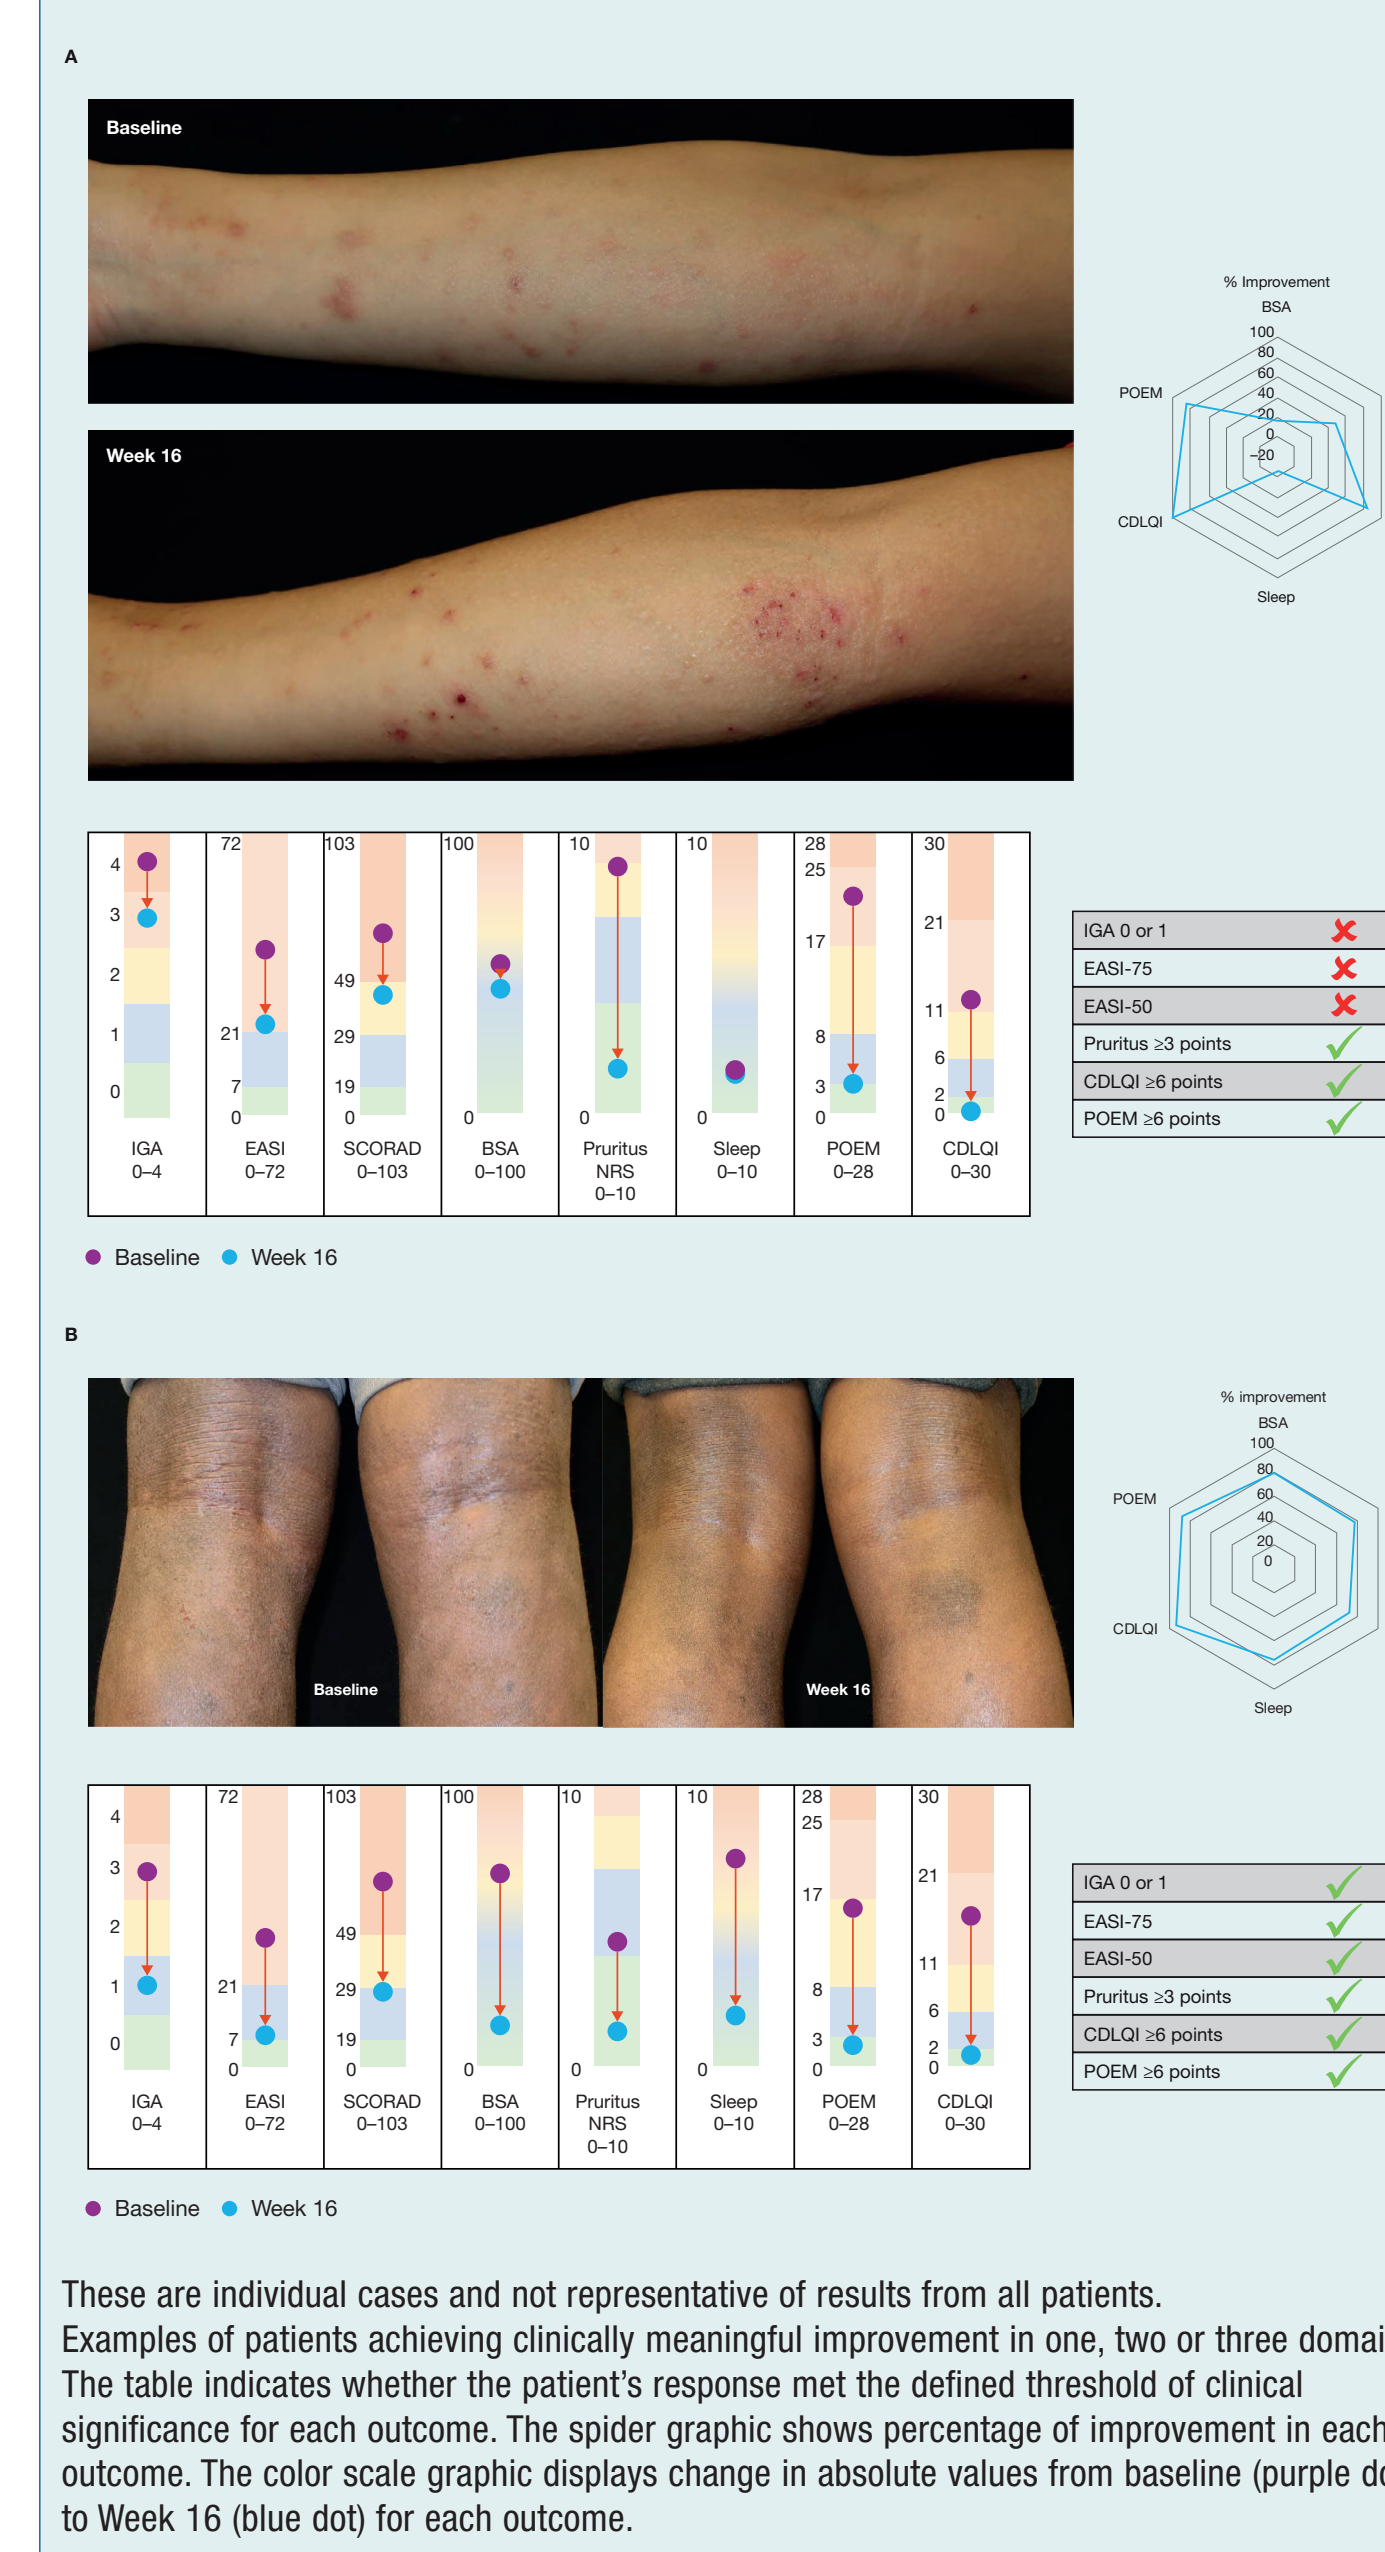 A
Baseline
Week 16
% Improvement
BSA
100
80
60
40
20
0
–20
POEM
CDLQI
Sleep
4
3
2
1
0
IGA
0–4
72
21
7
0
EASI
0–72
103
49
29
19
0
SCORAD
0–103
100
0
BSA
0–100
10
0
Pruritus
NRS
0–10
10
0
Sleep
0–10
28
25
17
8
3
0
POEM
0–28
30
21
11
6
2
0
CDLQI
0–30
IGA 0 or 1
EASI-75
EASI-50
Pruritus ≥3 points
CDLQI ≥6 points
POEM ≥6 points
Baseline Week 16
B
Baseline
Week 16
% improvement
BSA
100
80
60
40
20
0
POEM
CDLQI
Sleep
4
3
2
1
0
IGA
0–4
72
21
7
0
EASI
0–72
103
49
29
19
0
SCORAD
0–103
100
0
BSA
0–100
10
0
Pruritus
NRS
0–10
10
0
Sleep
0–10
28
25
17
8
3
0
POEM
0–28
30
21
11
6
2
0
CDLQI
0–30
IGA 0 or 1
EASI-75
EASI-50
Pruritus ≥3 points
CDLQI ≥6 points
POEM ≥6 points
Baseline Week 16
These are individual cases and not representative of results from all patients.
Examples of patients achieving clinically meaningful improvement in one, two or three
The table indicates whether the patient’s response met the defined threshold of clinical
significance for each outcome. The spider graphic shows percentage of improvement in each
outcome. The color scale graphic displays change in absolute values from baseline (purple
to Week 16 (blue dot) for each outcome.